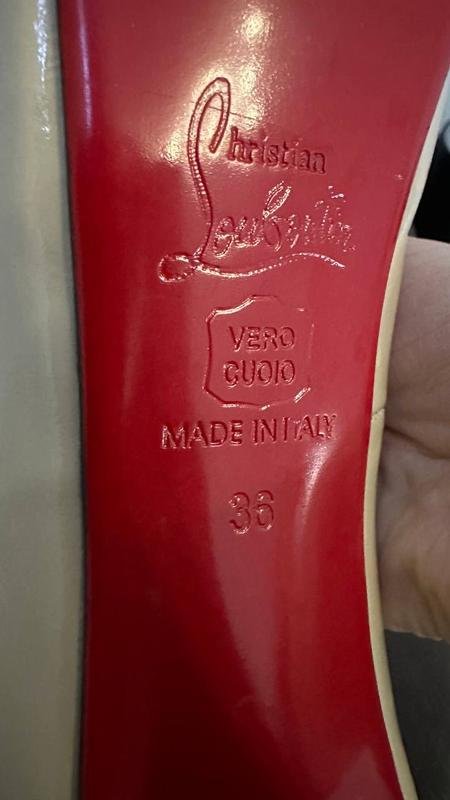 Christian
Louboutin
VERO
CUOIO
MADE IN ITALY
36